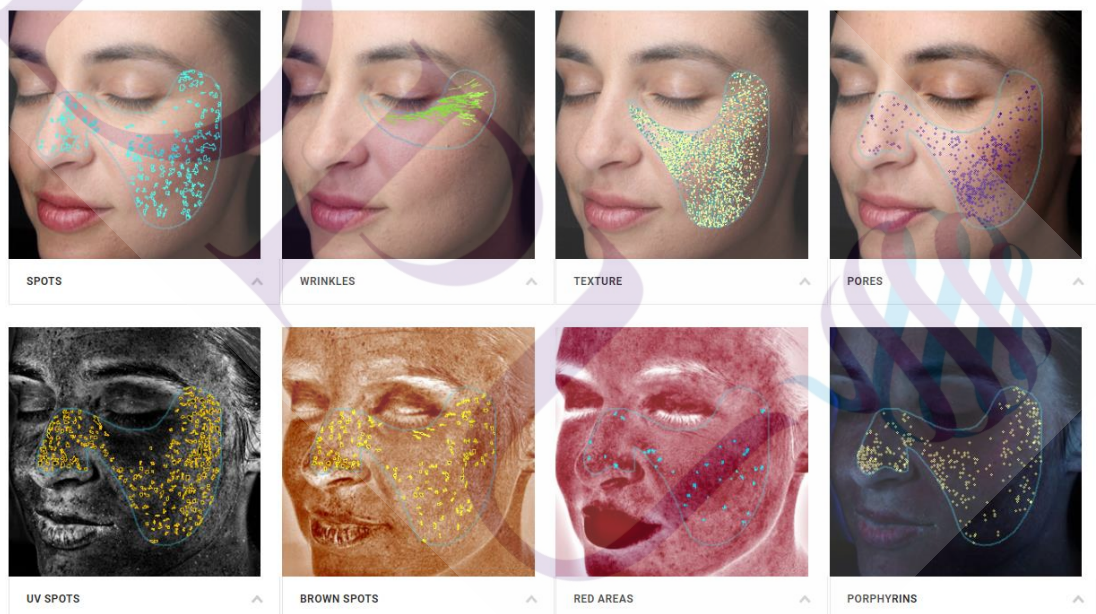 SPOTS
WRINKLES
TEXTURE
PORES
UV SPOTS
BROWN SPOTS
RED AREAS
PORPHYRINS